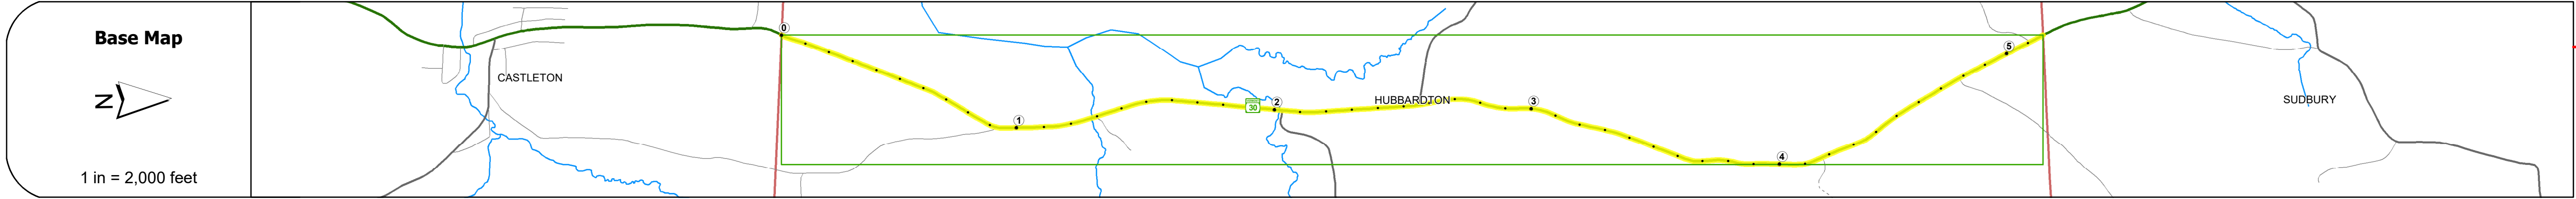 Base Map
N
1 in = 2,000 feet
CASTLETON
0
1
30
2
HUBBARDTON
3
4
5
SUDBURY